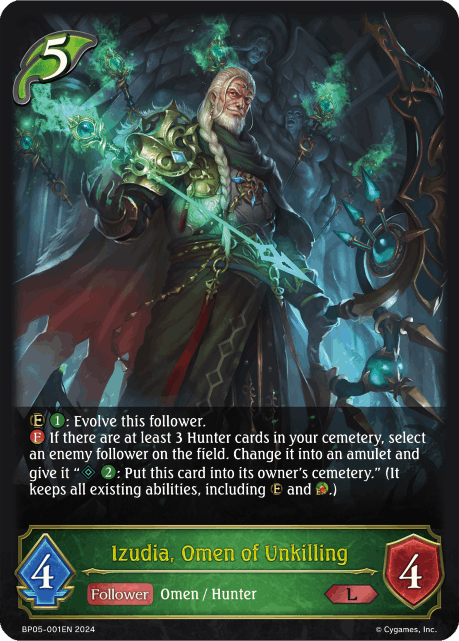 5
E 1: Evolve this follower.
F If there are at least 3 Hunter cards in your cemetery, select
an enemy follower on the field. Change it into an amulet and
give it “ 2: Put this card into its owner’s cemetery.” (It
keeps all existing abilities, including E and .)
Izudia, Omen of Unkilling
4
Follower Omen / Hunter
L
4
BP05-001EN 2024
© Cygames, Inc.